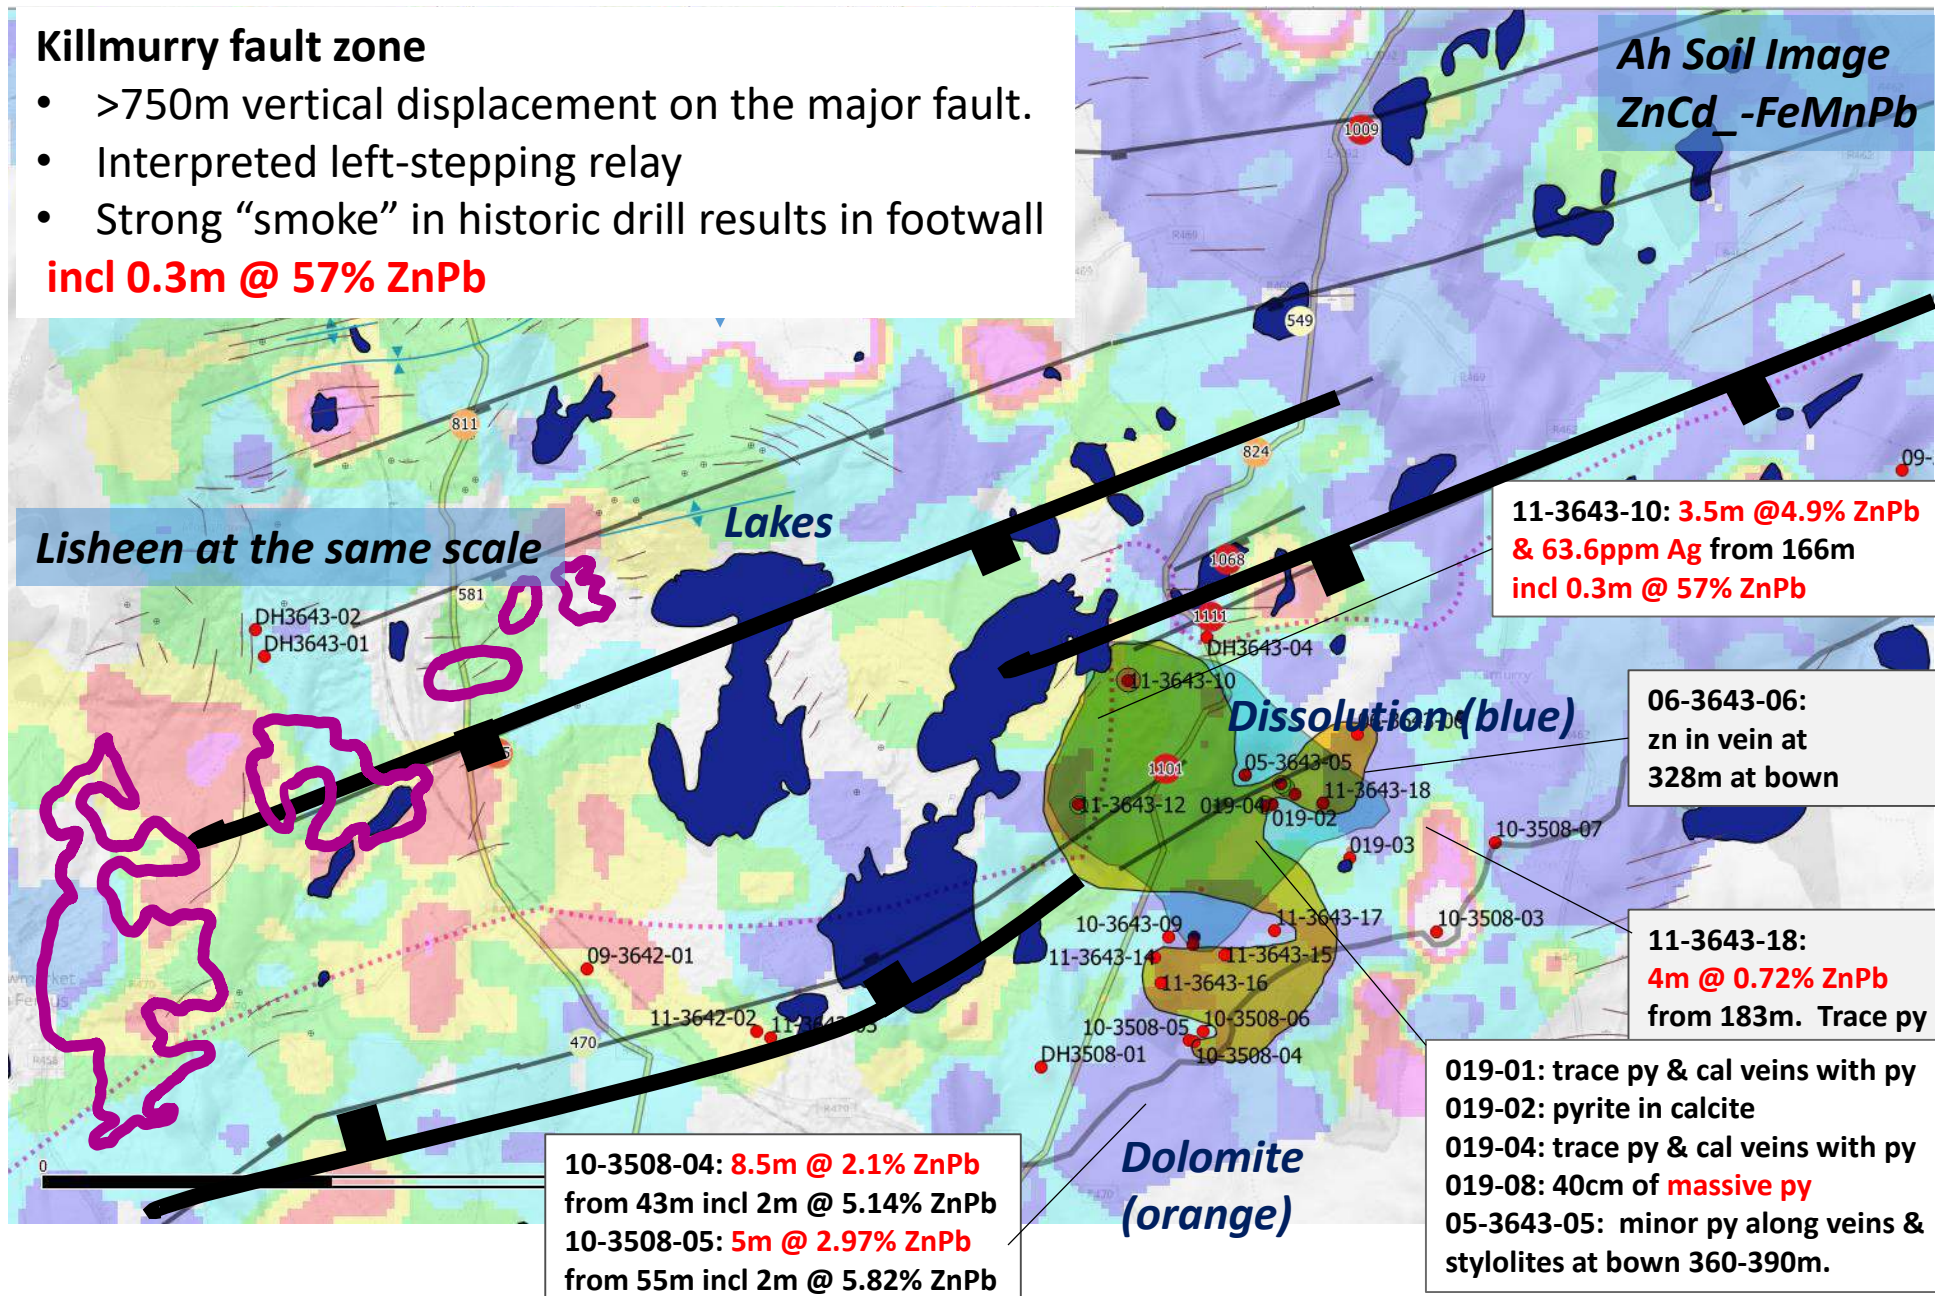 Killmurry fault zone
• >750m vertical displacement on the major fault.
• Interpreted left-stepping relay
• Strong “smoke” in historic drill results in footwall
incl 0.3m @ 57% ZnPb
Ah Soil Image
ZnCd_-FeMnPb
1009
R462
R469
549
R469
R462
811
824
09-
Lakes
Lisheen at the same scale
11-3643-10: 3.5m @4.9% ZnPb
& 63.6ppm Ag from 166m
incl 0.3m @ 57% ZnPb
1068
581
1111
DH3643-02
DH3643-01
DH3643-04
11-3643-10
Dissolution (blue)
06-3643-06:
zn in vein at
328m at bown
1101
05-3643-05
11-3643-12
019-04
019-02
11-3643-18
10-3508-07
019-03
10-3643-09
11-3643-17
10-3508-03
11-3643-14
11-3643-15
11-3643-16
09-3642-01
11-3643-18:
4m @ 0.72% ZnPb
from 183m. Trace py
11-3642-02
470
10-3508-05
10-3508-06
10-3508-04
DH3508-01
R458
R470
0
10-3508-04: 8.5m @ 2.1% ZnPb
from 43m incl 2m @ 5.14% ZnPb
10-3508-05: 5m @ 2.97% ZnPb
from 55m incl 2m @ 5.82% ZnPb
Dolomite
(orange)
019-01: trace py & cal veins with py
019-02: pyrite in calcite
019-04: trace py & cal veins with py
019-08: 40cm of massive py
05-3643-05: minor py along veins &
stylolites at bown 360-390m.